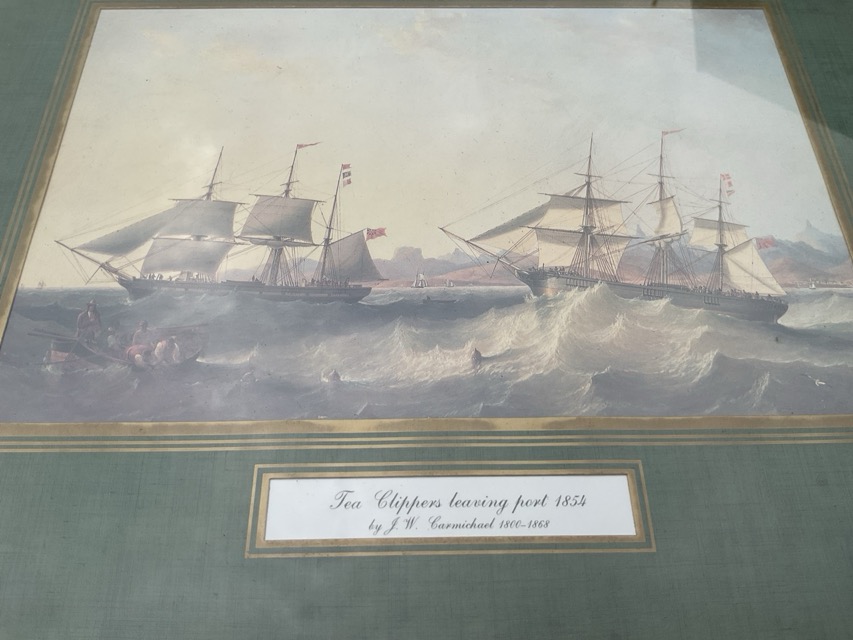 Tea Clippers leaving port 1854
by J. W. Carmichael 1800-1868